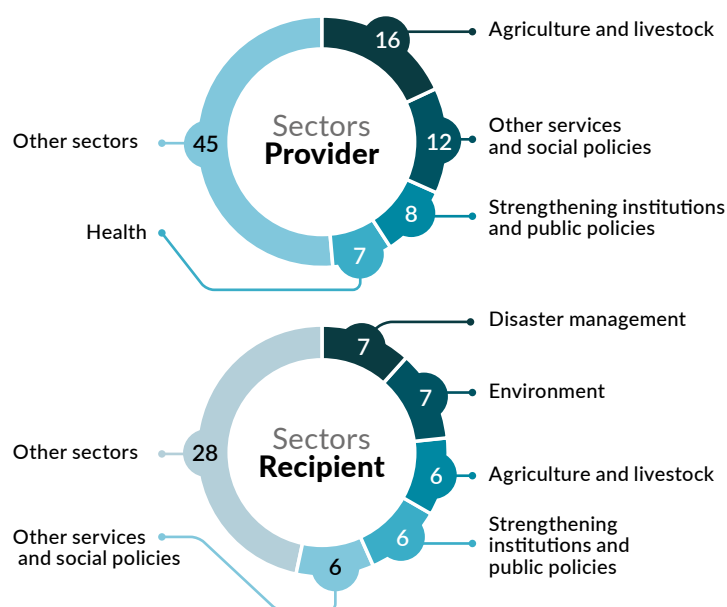 16
Agriculture and livestock
Other sectors
45
Sectors
Provider
12
Other services
and social policies
8
Strengthening institutions
and public policies
Health
7
7
Disaster management
7
Environment
Other sectors
28
Sectors
Recipient
6
Agriculture and livestock
6
Strengthening
institutions and
public policies
Other services
and social policies
6